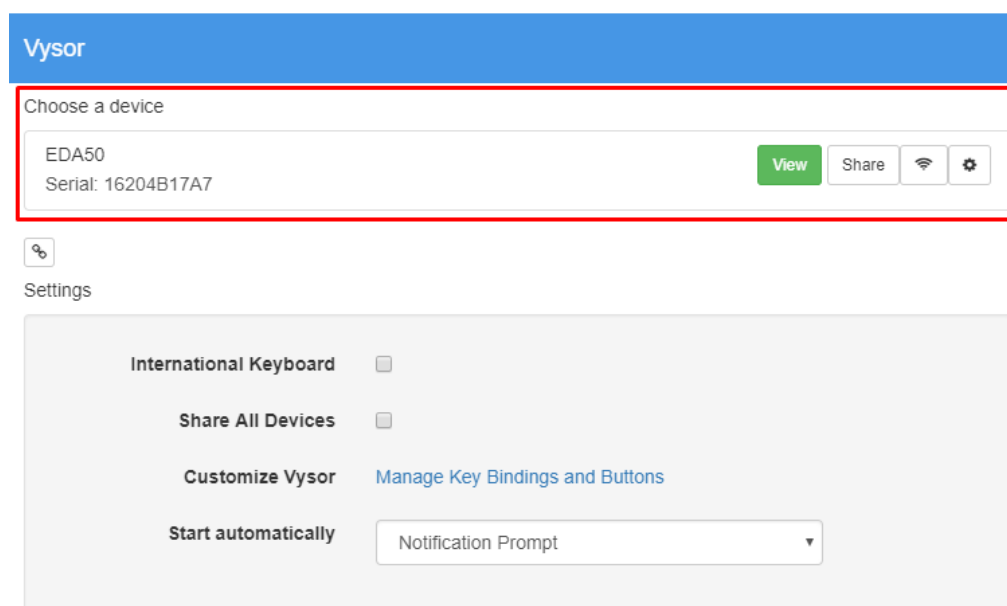 Vysor
Choose a device
EDA50
Serial: 16204B17A7
View
Share
Settings
International Keyboard
Share All Devices
Customize Vysor Manage Key Bindings and Buttons
Start automatically Notification Prompt